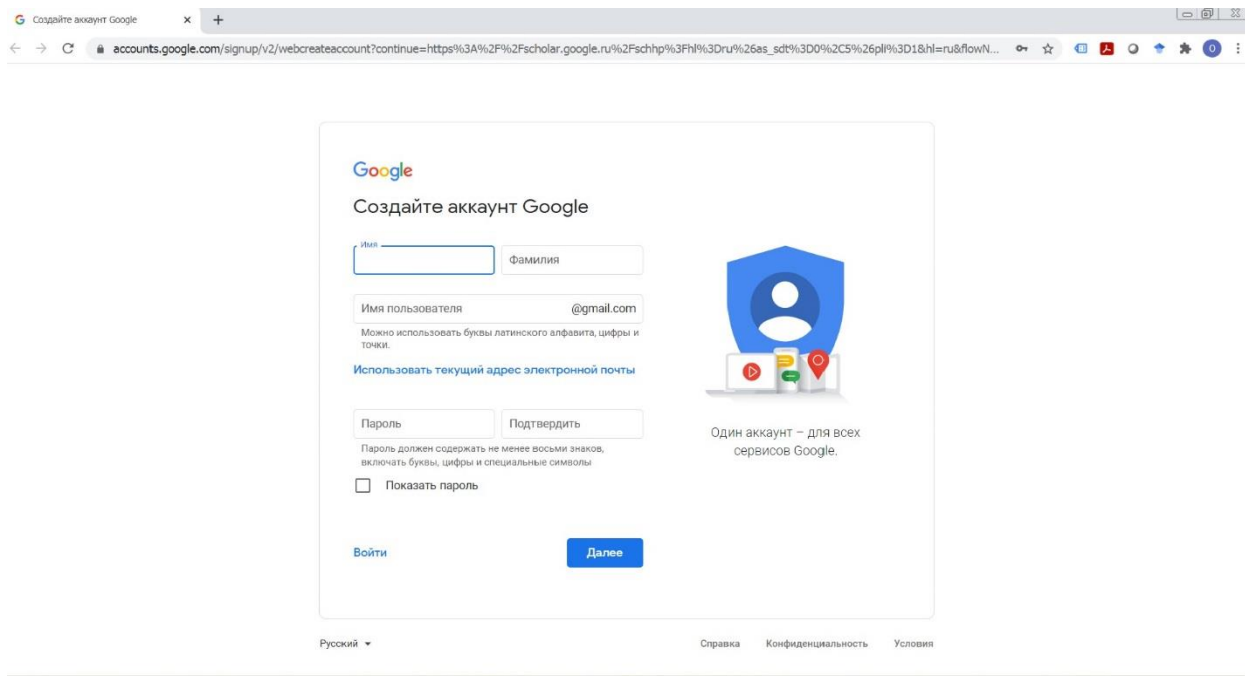 Создайте аккаунт Google
accounts.google.com/signup/v2/webcreateaccount?continue=https%3A%2F%2Fscholar.google.ru%2Fschhp%3Fhl%3Dru%26as_sdt%3D0%2C5%26pli%3D1&hl=ru&flowN...
O
Google
Создайте аккаунт Google
Имя
Фамилия
Имя пользователя @gmail.com
Можно использовать буквы латинского алфавита, цифры и
точки.
Использовать текущий адрес электронной почты
Пароль Подтвердить
Пароль должен содержать не менее восьми знаков,
включать буквы, цифры и специальные символы
Показать пароль
Один аккаунт – для всех
сервисов Google.
Войти Далее
Русский Справка Конфиденциальность Условия